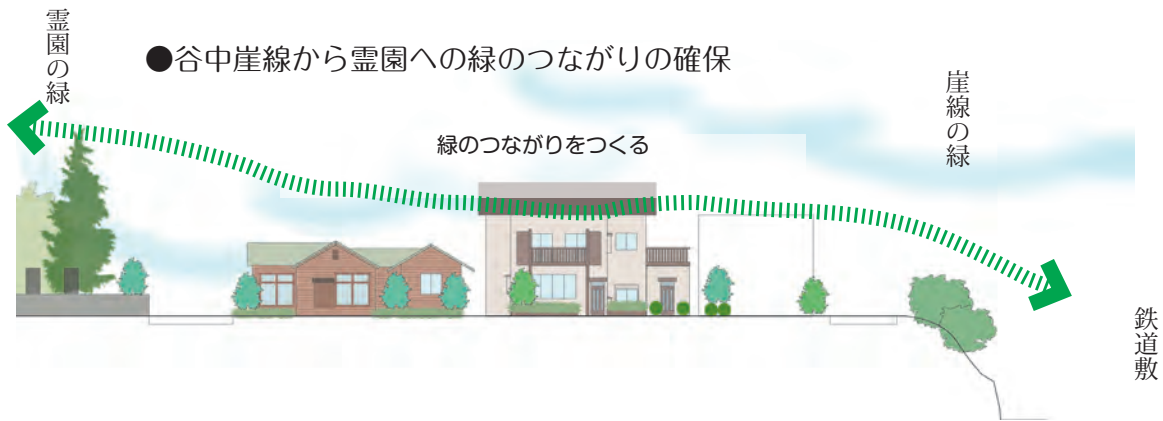 霊園の緑
●谷中崖線から霊園への緑のつながりの確保
緑のつながりをつくる
崖線の緑
鉄道敷